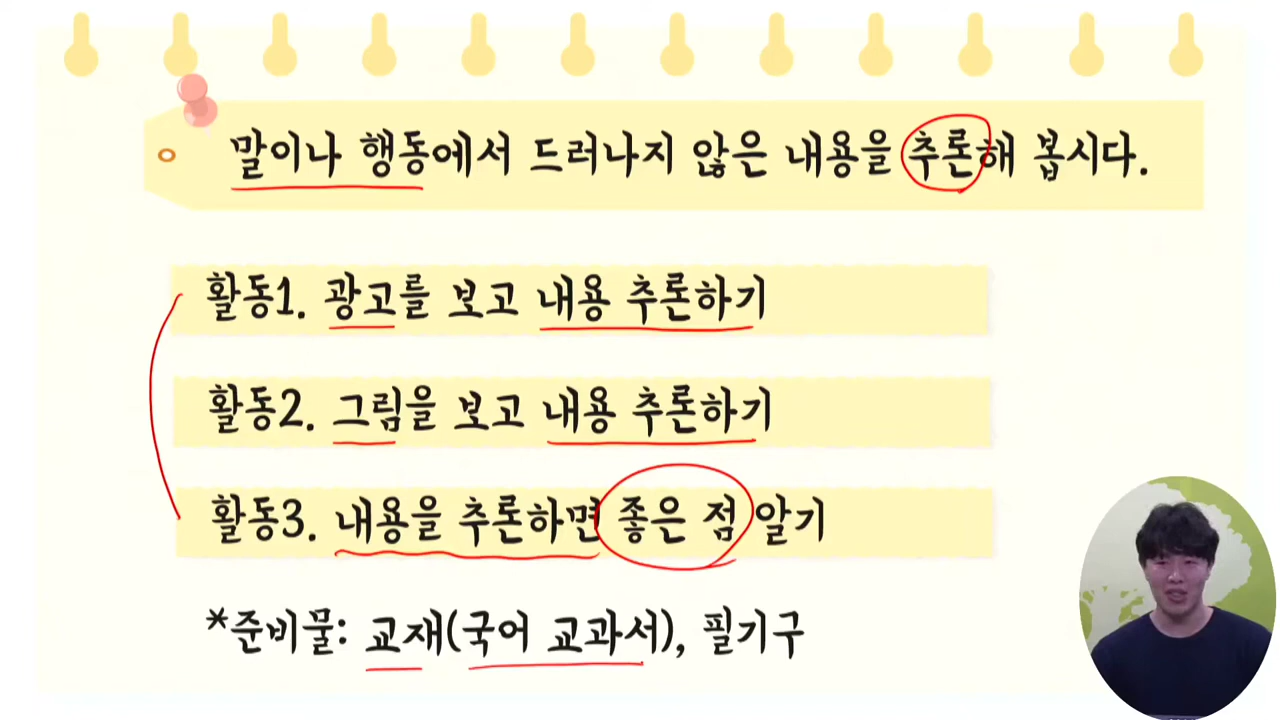 말이나 행동에서 드러나지 않은 내용을 추론해 봅시다.
활동1. 광고를 보고 내용 추론하기
활동2. 그림을 보고 내용 추론하기
활동3. 내용을 추론하면 좋은 점 알기
*준비물: 교재(국어 교과서), 필기구